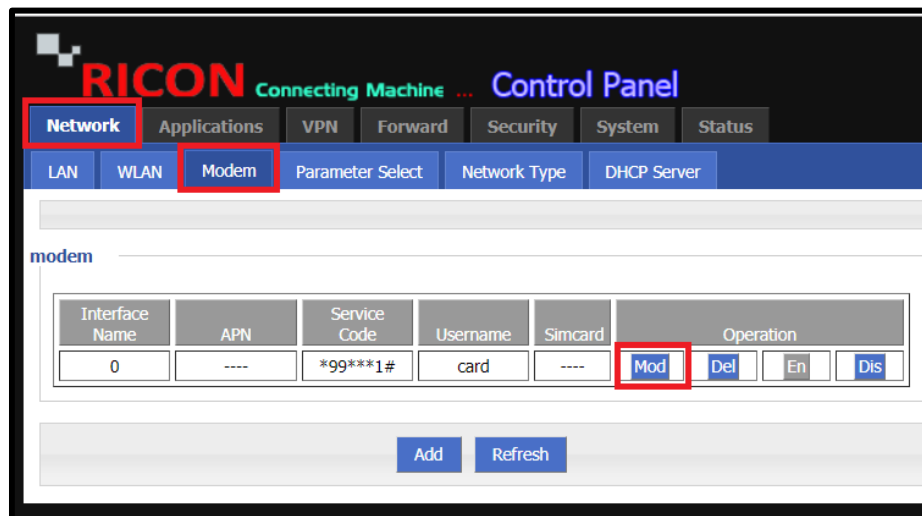 RICON Connecting Machine ... Control Panel
Network Applications VPN Forward Security System Status
LAN WLAN Modem Parameter Select Network Type DHCP Server
modem
Interface Name APN Service Code Username Simcard Operation
0 ---- *99***1# card ---- Mod Del En Dis
Add Refresh